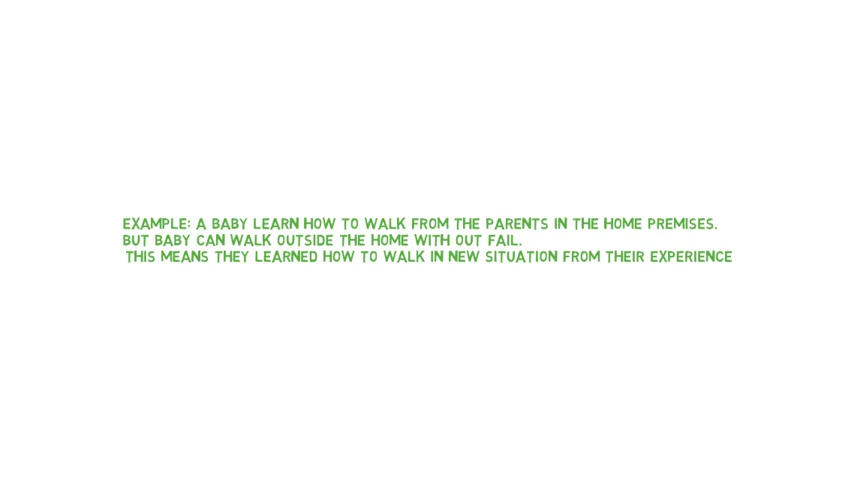 EXAMPLE: A BABY LEARN HOW TO WALK FROM THE PARENTS IN THE HOME PREMISES.
BUT BABY CAN WALK OUTSIDE THE HOME WITH OUT FAIL.
THIS MEANS THEY LEARNED HOW TO WALK IN NEW SITUATION FROM THEIR EXPERIENCE